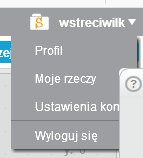 wstreciwilk
Profil
Moje rzeczy
Ustawienia kon
Wyloguj się